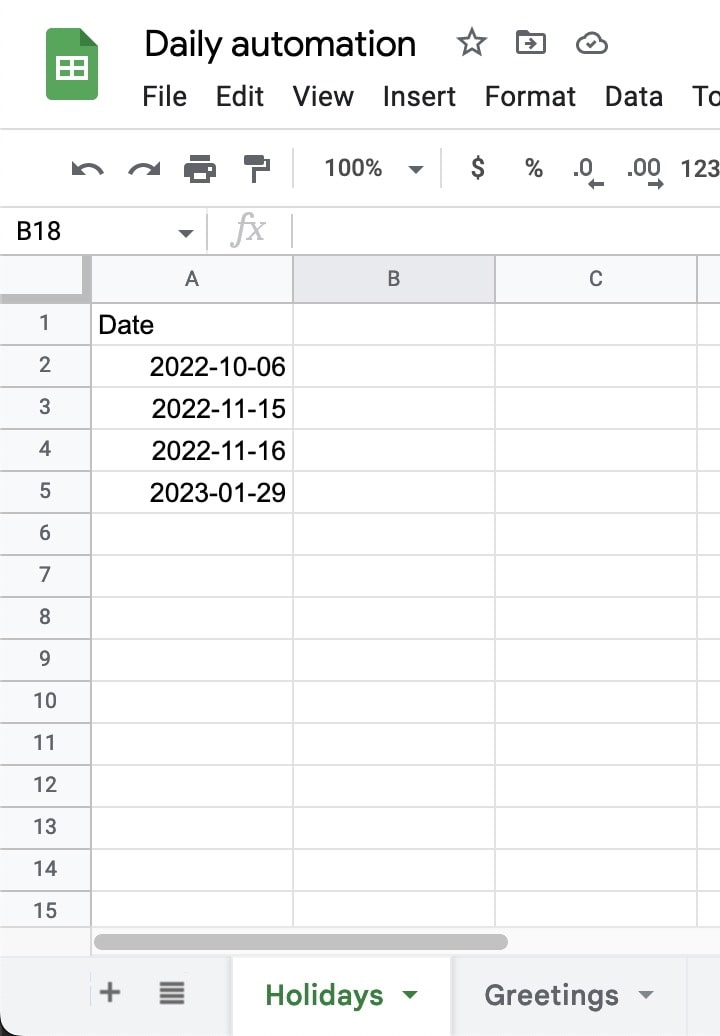 Daily automation
File Edit View Insert Format Data To
100% $ % .0 .00 123
B18 fx
A B C
1 Date
2 2022-10-06
3 2022-11-15
4 2022-11-16
5 2023-01-29
6
7
8
9
10
11
12
13
14
15
+ Holidays Greetings